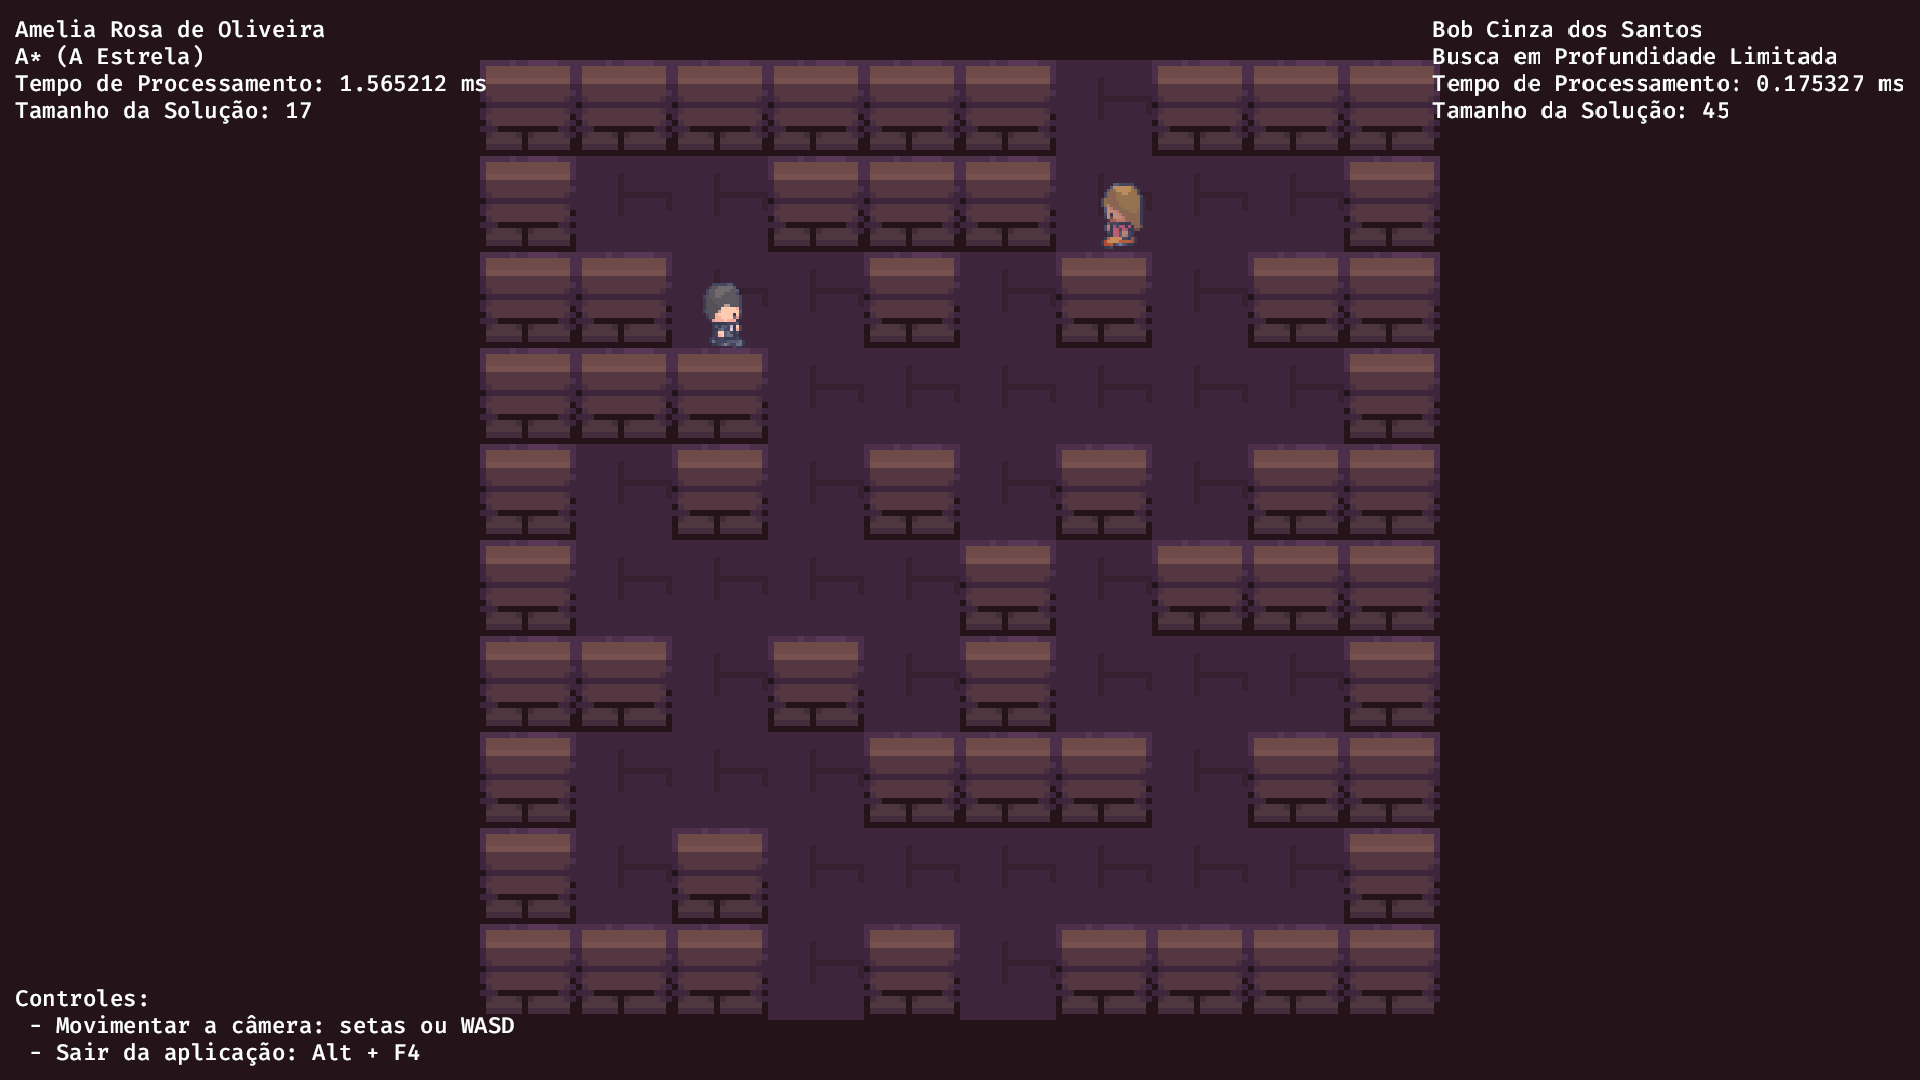 Amelia Rosa de Oliveira
A* (A Estrela)
Tempo de Processamento: 1.565212 ms
Tamanho da Solução: 17
Bob Cinza dos Santos
Busca em Profundidade Limitada
Tempo de Processamento: 0.175327 ms
Tamanho da Solução: 45
Controles:
- Movimentar a câmera: setas ou WASD
- Sair da aplicação: Alt + F4